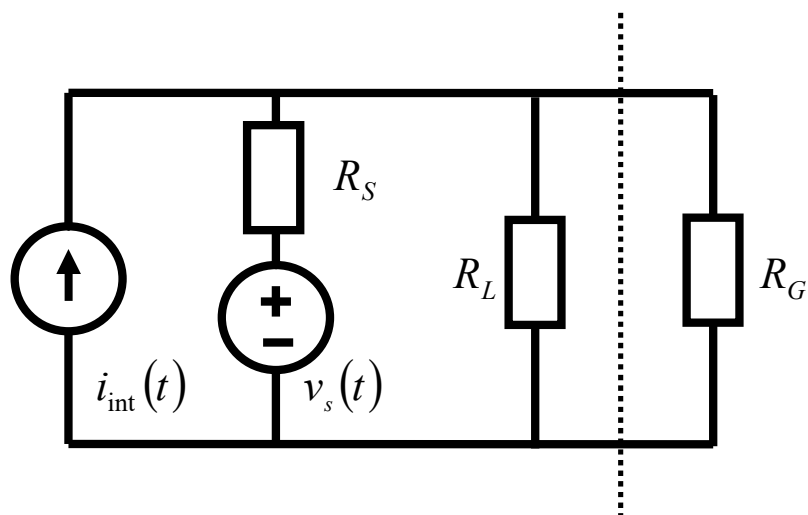 R_S
R_L
R_G
+
−
i_int(t)
v_s(t)